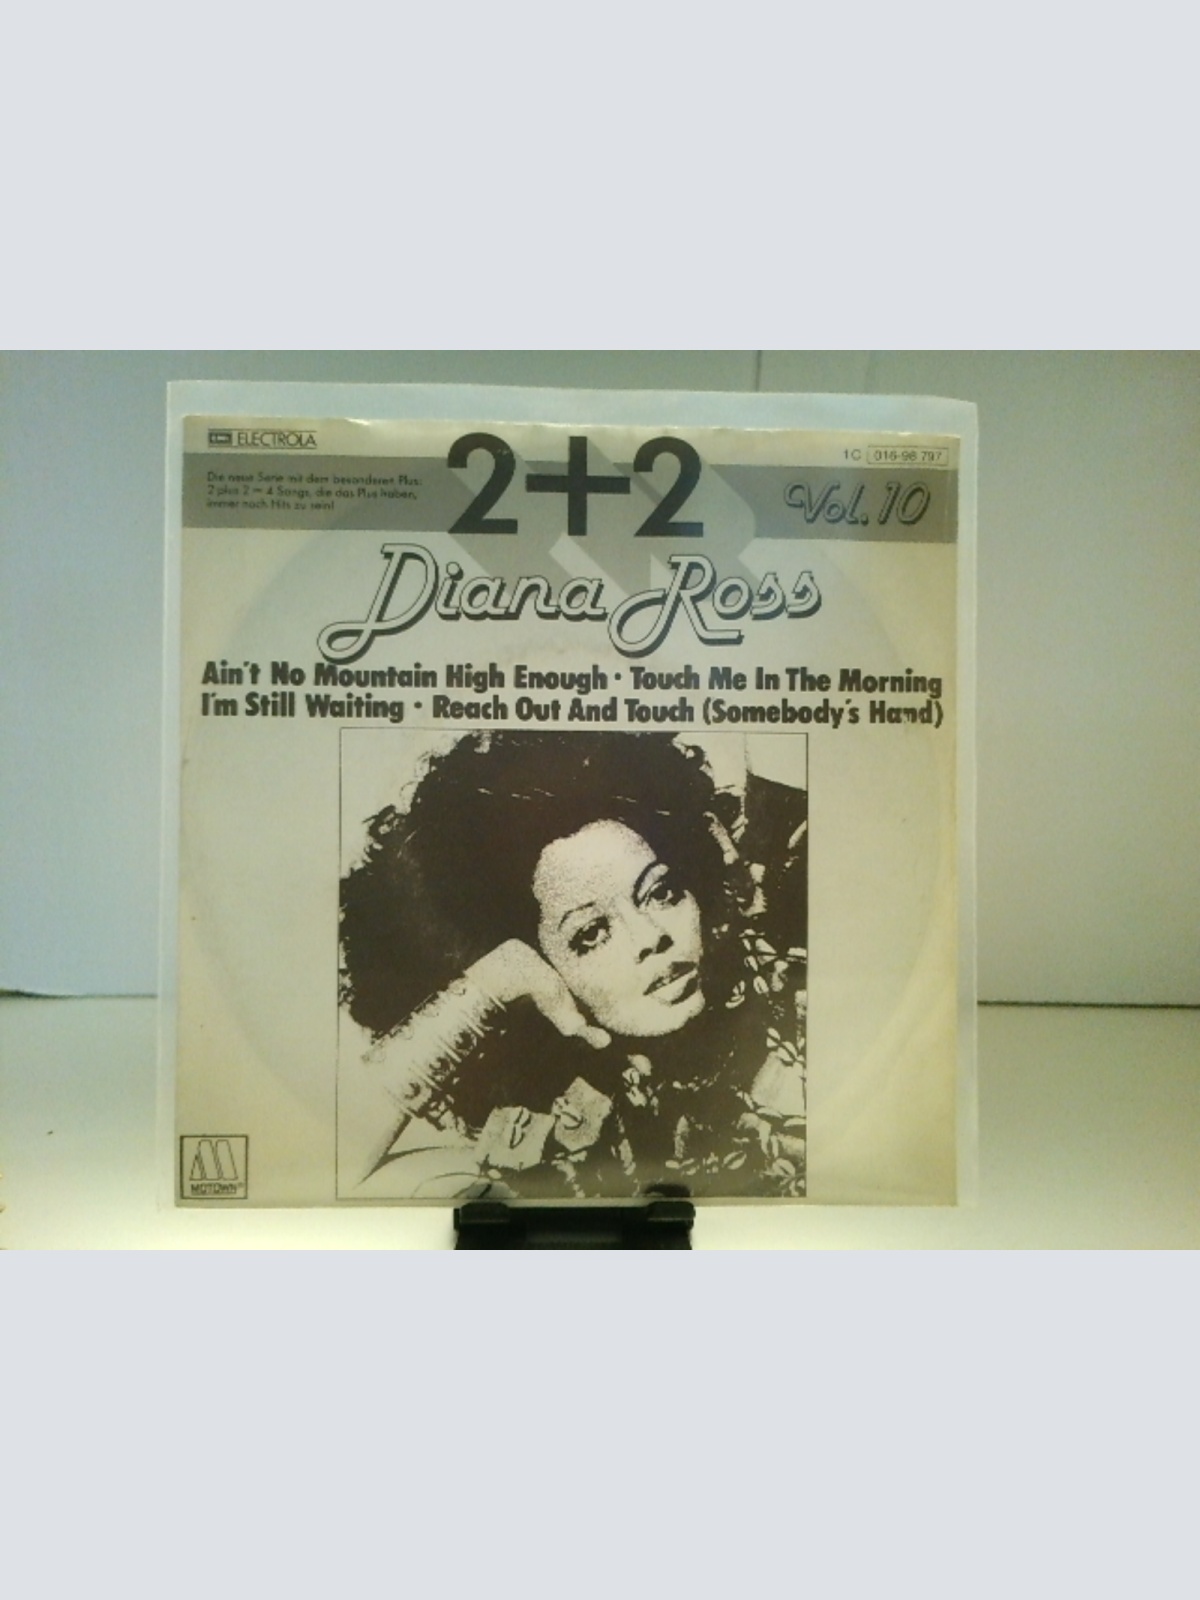 EMI ELECTROLA
2+2
1C 016-98 797
Die neue Serie mit dem besonderen Plus:
2 plus 2 = 4 Songs, die das Plus haben,
immer noch Hits zu sein!
Vol. 10
Diana Ross
Ain't No Mountain High Enough · Touch Me In The Morning
I'm Still Waiting · Reach Out And Touch (Somebody's Hand)
M
MOTOWN®